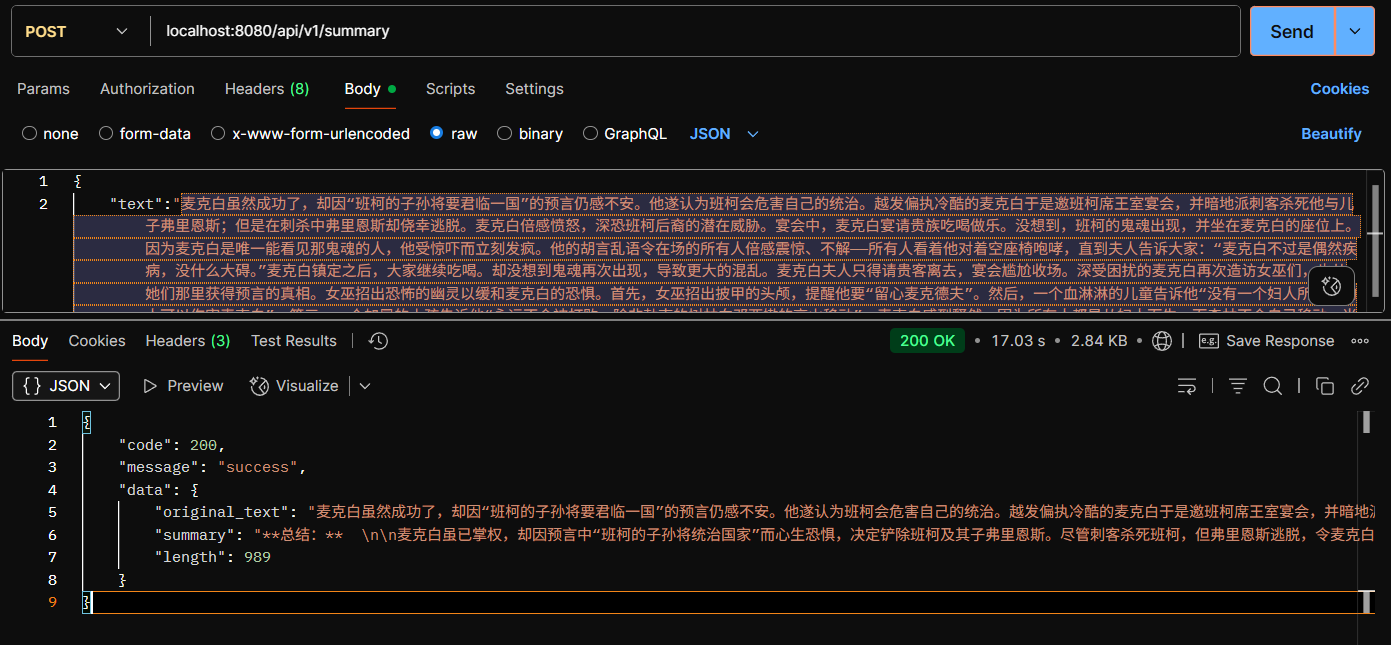 POST localhost:8080/api/v1/summary Send
Params Authorization Headers (8) Body Scripts Settings Cookies
none form-data x-www-form-urlencoded raw binary GraphQL JSON Beautify
1 {
2 "text":"麦克白虽然成功了，却因“班柯的子孙将要君临一国”的预言仍感不安。他遂认为班柯会危害自己的统治。越发偏执冷酷的麦克白于是邀班柯席王室宴会，并暗地派刺客杀死他与儿
子弗里恩斯；但是在刺杀中弗里恩斯却侥幸逃脱。麦克白倍感愤怒，深恐班柯后裔的潜在威胁。宴会中，麦克白宴请贵族吃喝做乐。没想到，班柯的鬼魂出现，并坐在麦克白的座位上。
因为麦克白是唯一能看见那鬼魂的人，他受惊吓而立刻发疯。他的胡言乱语令在场的所有人倍感震惊、不解——所有人看着他对着空座椅咆哮，直到夫人告诉大家：“麦克白不过是偶然疾
病，没什么大碍。”麦克白镇定之后，大家继续吃喝。却没想到鬼魂再次出现，导致更大的混乱。麦克白夫人只得请贵客离去，宴会尴尬收场。深受困扰的麦克白再次造访女巫们，
她们那里获得预言的真相。女巫招出恐怖的幽灵以缓和麦克白的恐惧。首先，女巫招出披甲的头颅，提醒他要“留心麦克德夫”。然后，一个血淋淋的儿童告诉他“没有一个妇人所
Body Cookies Headers (3) Test Results 200 OK • 17.03 s • 2.84 KB • e.g. Save Response
{} JSON Preview Visualize
1 {
2 "code": 200,
3 "message": "success",
4 "data": {
5 "original_text": "麦克白虽然成功了，却因“班柯的子孙将要君临一国”的预言仍感不安。他遂认为班柯会危害自己的统治。越发偏执冷酷的麦克白于是邀班柯席王室宴会，并暗地
6 "summary": "**总结：**  \n\n麦克白虽已掌权，却因预言中“班柯的子孙将统治国家”而心生恐惧，决定铲除班柯及其子弗里恩斯。尽管刺客杀死班柯，但弗里恩斯逃脱，令麦克白
7 "length": 989
8 }
9 }